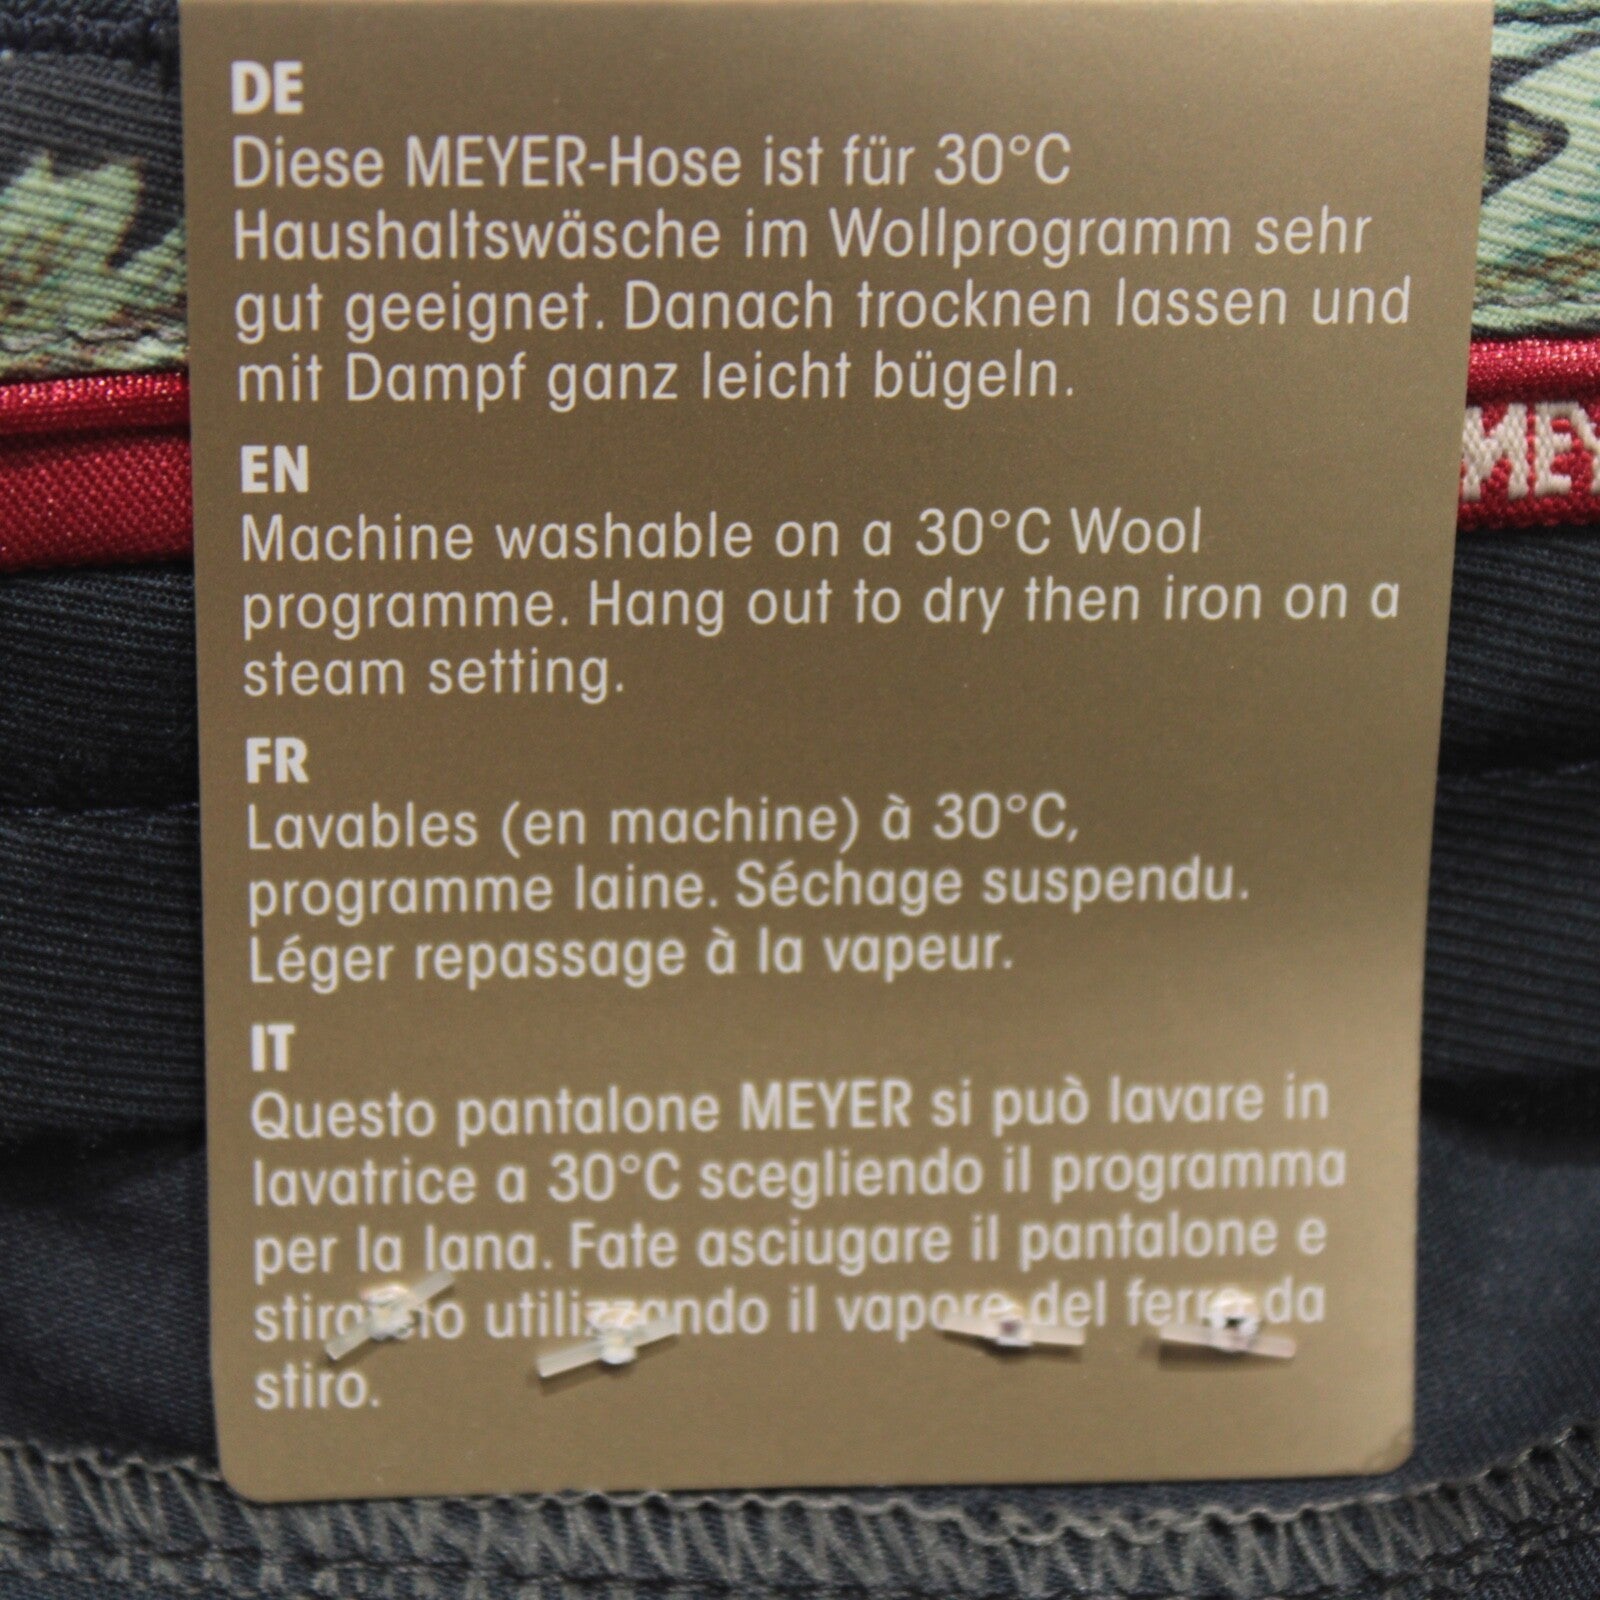 DE
Diese MEYER-Hose ist für 30°C
Haushaltswäsche im Wollprogramm sehr
gut geeignet. Danach trocknen lassen und
mit Dampf ganz leicht bügeln.
EN
Machine washable on a 30°C Wool
programme. Hang out to dry then iron on a
steam setting.
FR
Lavables (en machine) à 30°C,
programme laine. Séchage suspendu.
Léger repassage à la vapeur.
IT
Questo pantalone MEYER si può lavare in
lavatrice a 30°C scegliendo il programma
per la lana. Fate asciugare il pantalone e
utilizzando il vapore del ferro da
stiro.
MEY